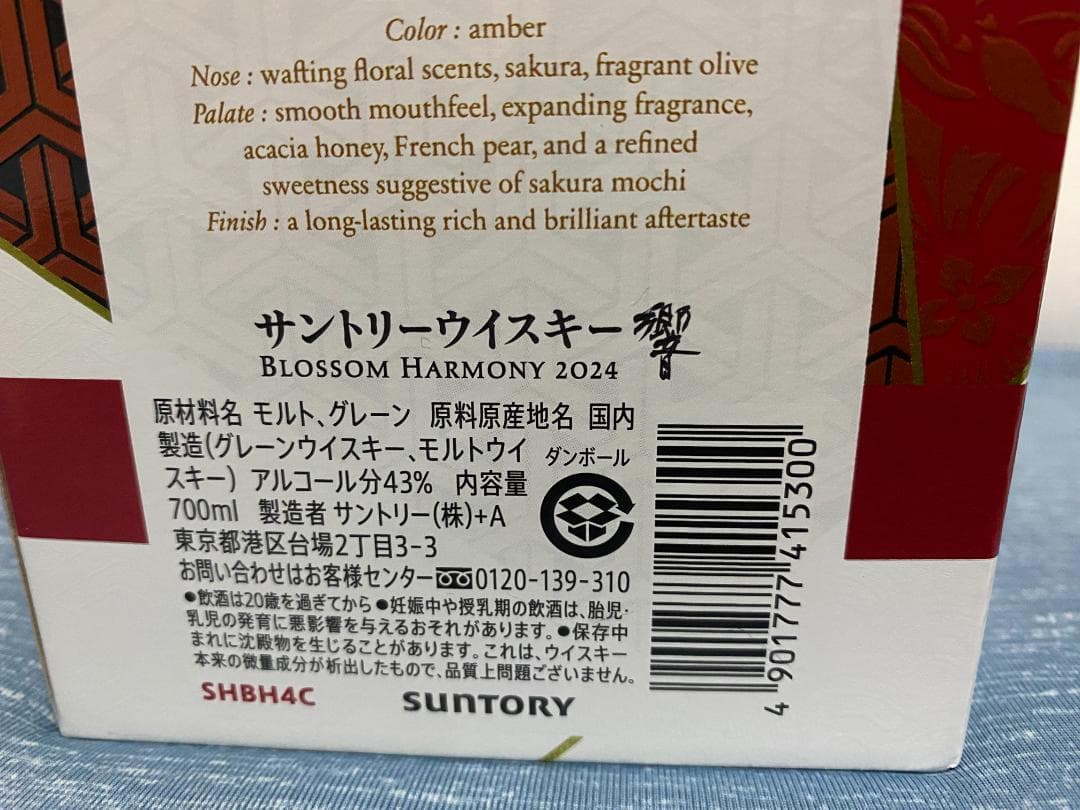 Color : amber
Nose : wafting floral scents, sakura, fragrant olive
Palate : smooth mouthfeel, expanding fragrance,
acacia honey, French pear, and a refined
sweetness suggestive of sakura mochi
Finish : a long-lasting rich and brilliant aftertaste
サントリーウイスキー 響
BLOSSOM HARMONY 2024
原材料名 モルト、グレーン 原料原産地名 国内
製造(グレーンウイスキー、モルトウイ
スキー) アルコール分43% 内容量
700ml 製造者 サントリー(株)+A
東京都港区台場2丁目3-3
お問い合わせはお客様センター 0120-139-310
●飲酒は20歳を過ぎてから ●妊娠中や授乳期の飲酒は、胎児・
乳児の発育に悪影響を与えるおそれがあります。●保存中
まれに沈殿物を生じることがあります。これは、ウイスキー
本来の微量成分が析出したもので、品質上問題ございません。
ダンボール
4 901777 415300
SHBH4C
SUNTORY